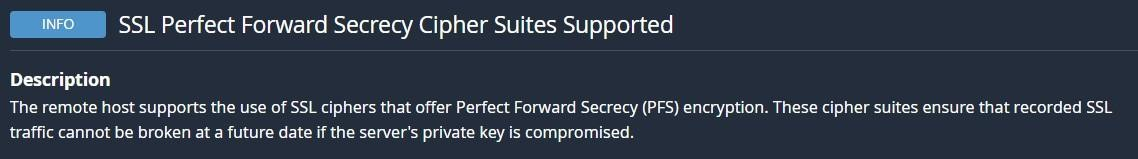 INFO SSL Perfect Forward Secrecy Cipher Suites Supported
Description
The remote host supports the use of SSL ciphers that offer Perfect Forward Secrecy (PFS) encryption. These cipher suites ensure that recorded SSL
traffic cannot be broken at a future date if the server's private key is compromised.